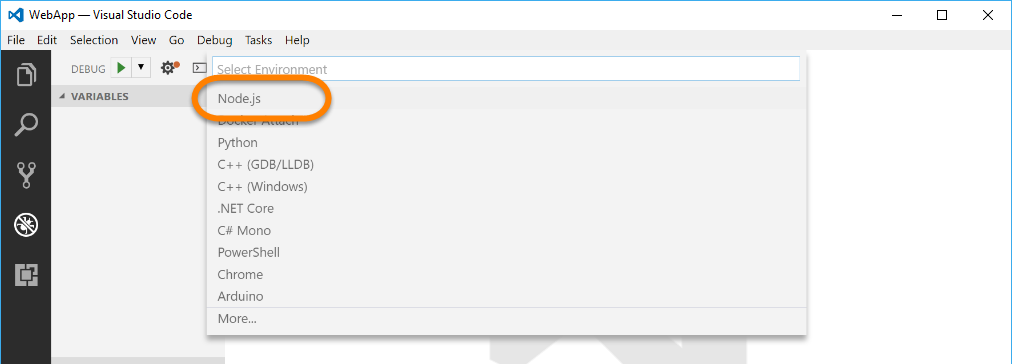 WebApp — Visual Studio Code
File Edit Selection View Go Debug Tasks Help
DEBUG
Select Environment
VARIABLES
Node.js
Docker Attach
Python
C++ (GDB/LLDB)
C++ (Windows)
.NET Core
C# Mono
PowerShell
Chrome
Arduino
More...